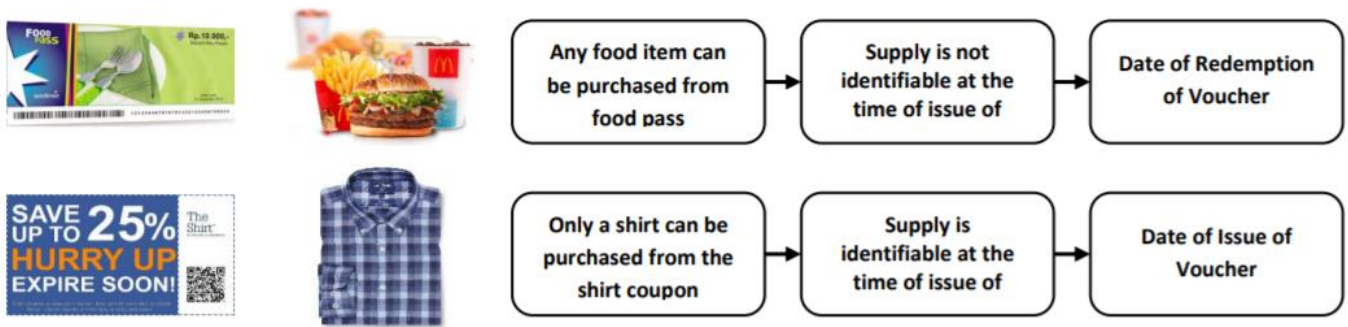 FOOD
PASS
Rp.10.000,-
Any food item can
be purchased from
food pass
Supply is not
identifiable at the
time of issue of
Date of Redemption
of Voucher
SAVE
UP TO 25%
HURRY UP
EXPIRE SOON!
The
Shirt
Only a shirt can be
purchased from the
shirt coupon
Supply is
identifiable at the
time of issue of
Date of Issue of
Voucher